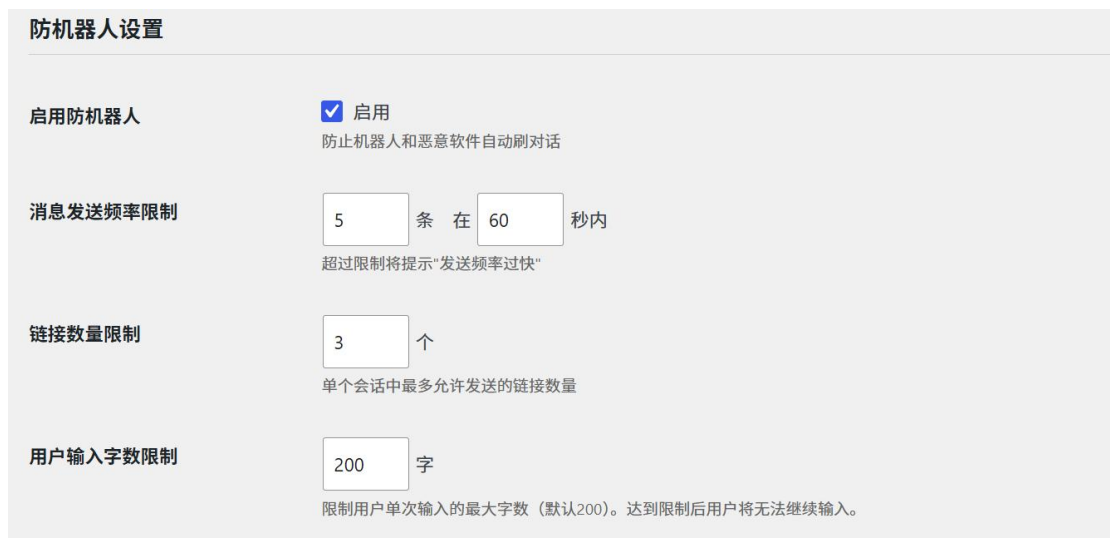 防机器人设置
启用防机器人
启用
防止机器人和恶意软件自动刷对话
消息发送频率限制
5 条 在 60 秒内
超过限制将提示"发送频率过快"
链接数量限制
3 个
单个会话中最多允许发送的链接数量
用户输入字数限制
200 字
限制用户单次输入的最大字数（默认200）。达到限制后用户将无法继续输入。